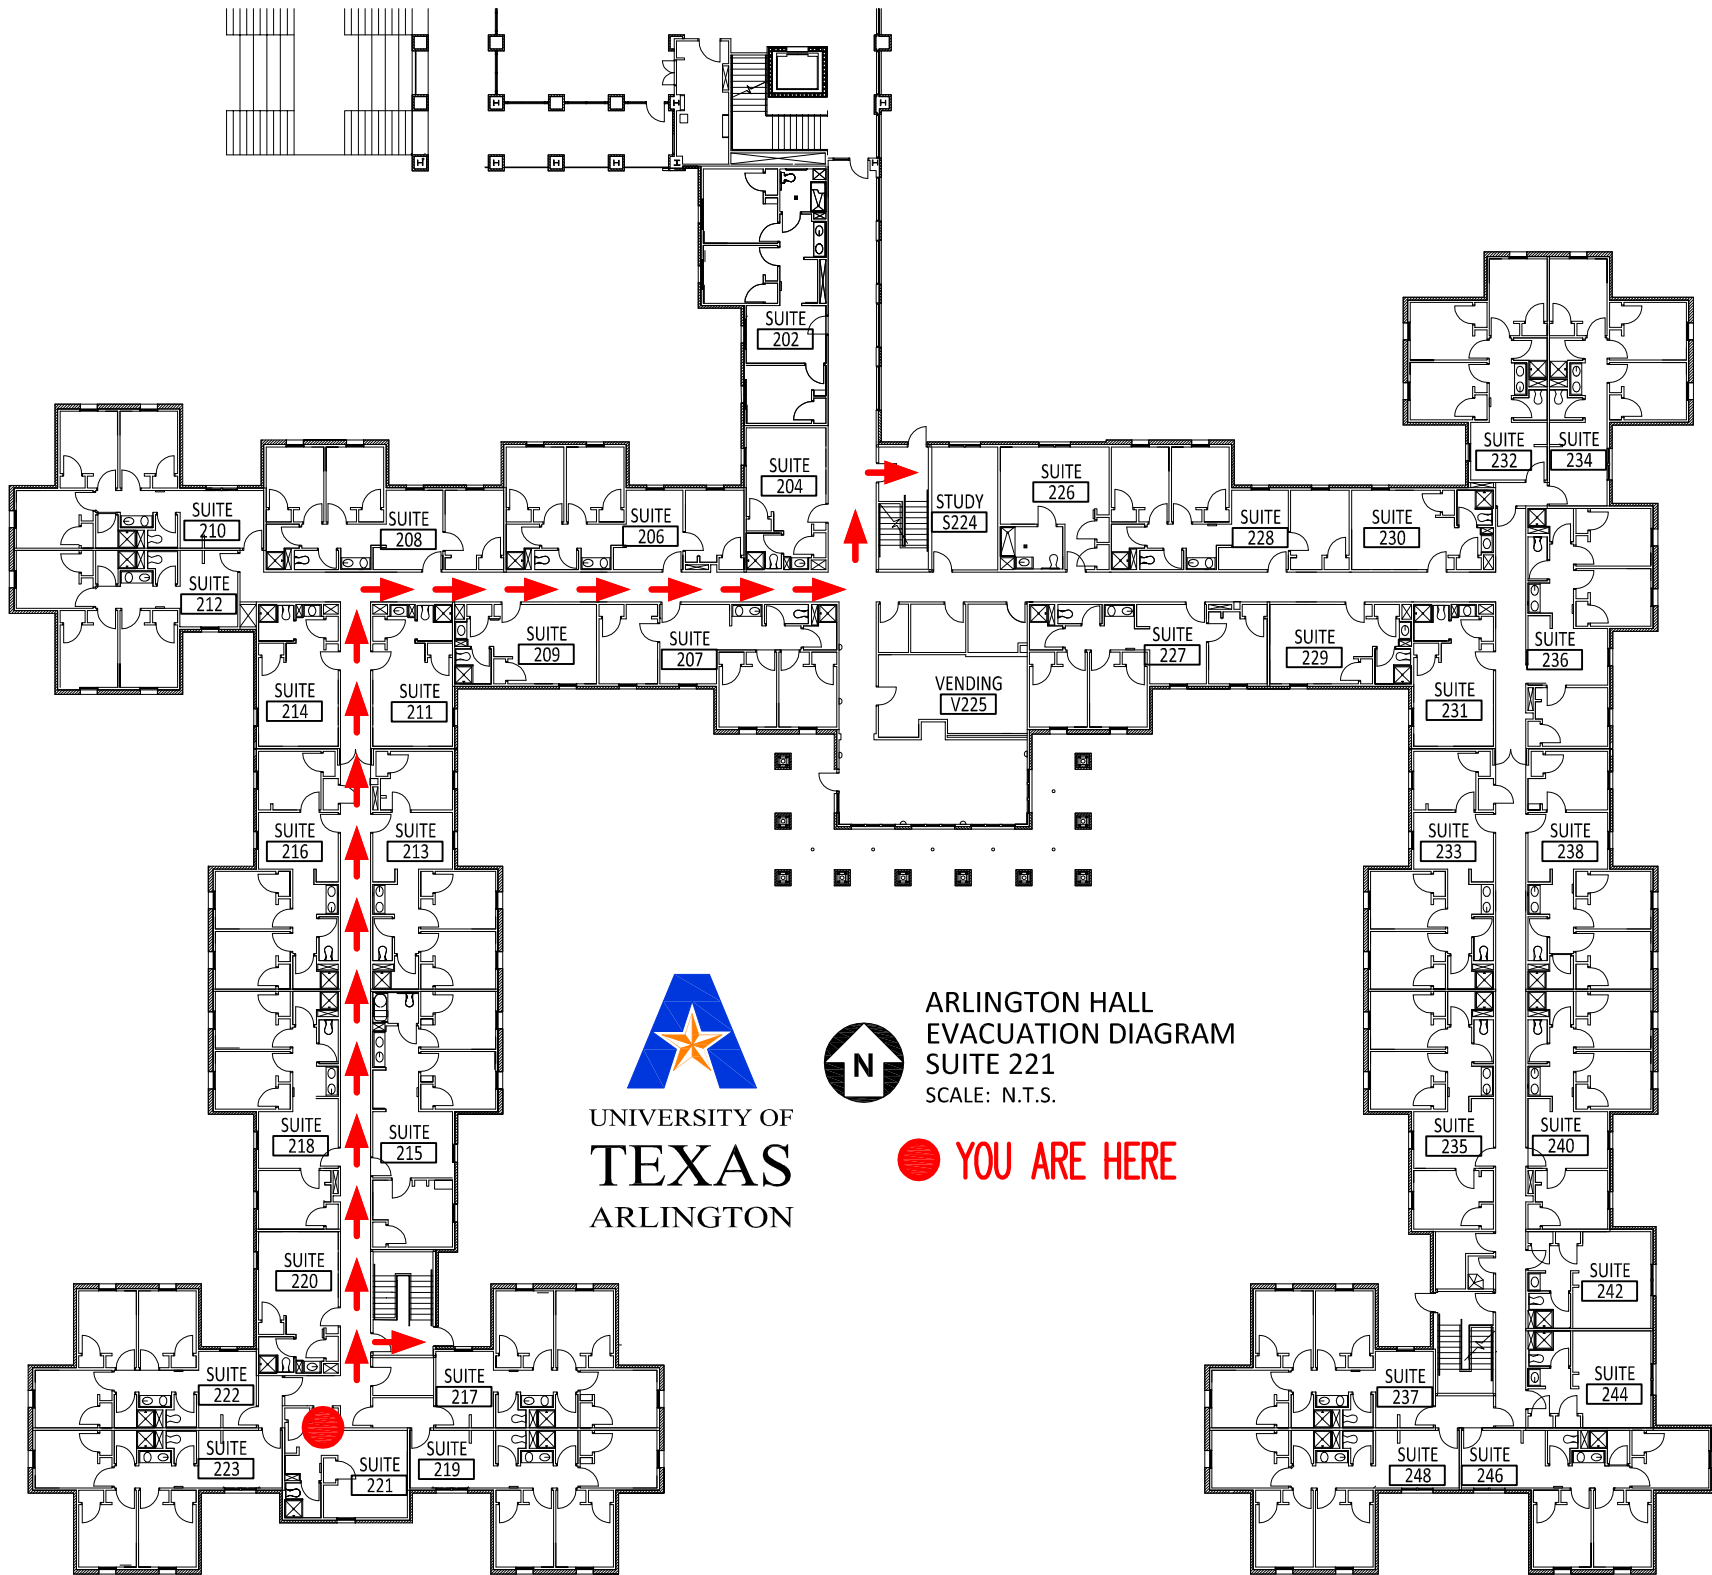 SUITE
202
SUITE
204
STUDY
S224
SUITE
226
SUITE
228
SUITE
230
SUITE
232
SUITE
234
SUITE
210
SUITE
208
SUITE
206
SUITE
212
SUITE
214
SUITE
211
SUITE
209
SUITE
207
VENDING
V225
SUITE
227
SUITE
229
SUITE
231
SUITE
236
SUITE
216
SUITE
213
SUITE
233
SUITE
238
SUITE
218
SUITE
215
SUITE
235
SUITE
240
SUITE
220
SUITE
242
SUITE
222
SUITE
217
SUITE
237
SUITE
244
SUITE
223
SUITE
221
SUITE
219
SUITE
248
SUITE
246
UNIVERSITY OF
TEXAS
ARLINGTON
N
ARLINGTON HALL
EVACUATION DIAGRAM
SUITE 221
SCALE: N.T.S.
YOU ARE HERE